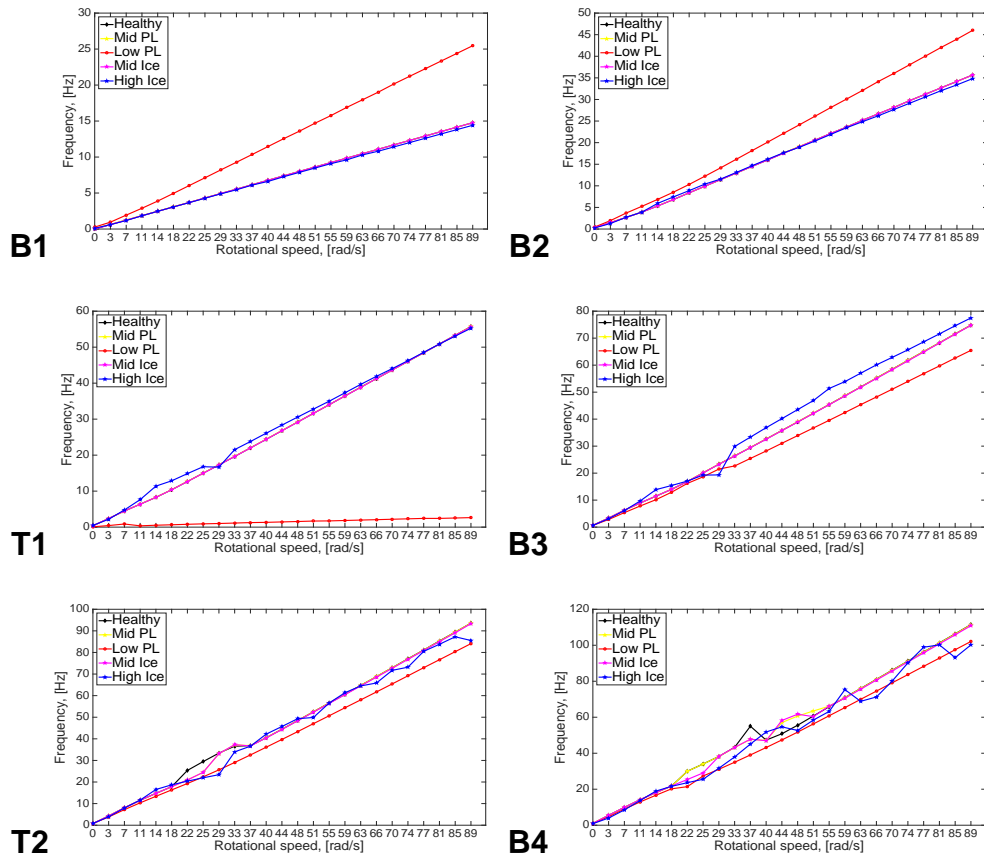 30
25
20
15
10
5
0
Frequency, [Hz]
Healthy
Mid PL
Low PL
Mid Ice
High Ice
0 3 7 11 14 18 22 25 29 33 37 40 44 48 51 55 59 63 66 70 74 77 81 85 89
Rotational speed, [rad/s]
B1
50
45
40
35
30
25
20
15
10
5
0
Frequency, [Hz]
Healthy
Mid PL
Low PL
Mid Ice
High Ice
0 3 7 11 14 18 22 25 29 33 37 40 44 48 51 55 59 63 66 70 74 77 81 85 89
Rotational speed, [rad/s]
B2
60
50
40
30
20
10
0
Frequency, [Hz]
Healthy
Mid PL
Low PL
Mid Ice
High Ice
0 3 7 11 14 18 22 25 29 33 37 40 44 48 51 55 59 63 66 70 74 77 81 85 89
Rotational speed, [rad/s]
T1
80
70
60
50
40
30
20
10
0
Frequency, [Hz]
Healthy
Mid PL
Low PL
Mid Ice
High Ice
0 3 7 11 14 18 22 25 29 33 37 40 44 48 51 55 59 63 66 70 74 77 81 85 89
Rotational speed, [rad/s]
B3
100
90
80
70
60
50
40
30
20
10
0
Frequency, [Hz]
Healthy
Mid PL
Low PL
Mid Ice
High Ice
0 3 7 11 14 18 22 25 29 33 37 40 44 48 51 55 59 63 66 70 74 77 81 85 89
Rotational speed, [rad/s]
T2
120
100
80
60
40
20
0
Frequency, [Hz]
Healthy
Mid PL
Low PL
Mid Ice
High Ice
0 3 7 11 14 18 22 25 29 33 37 40 44 48 51 55 59 63 66 70 74 77 81 85 89
Rotational speed, [rad/s]
B4